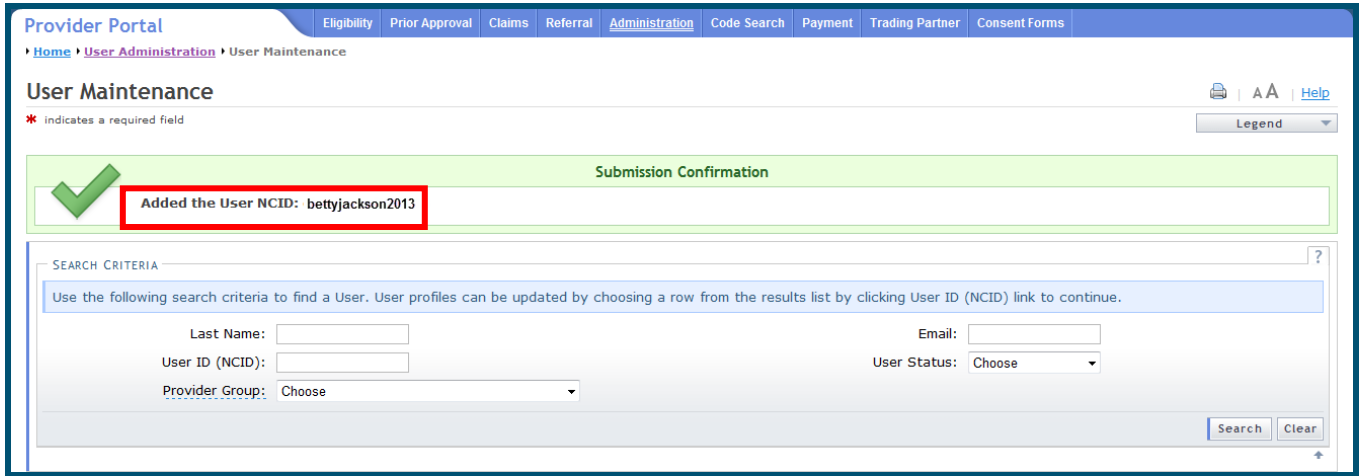 Provider Portal
Eligibility Prior Approval Claims Referral Administration Code Search Payment Trading Partner Consent Forms
Home User Administration User Maintenance
User Maintenance
A A | Help
* indicates a required field
Legend
Submission Confirmation
Added the User NCID: bettyjackson2013
SEARCH CRITERIA
?
Use the following search criteria to find a User. User profiles can be updated by choosing a row from the results list by clicking User ID (NCID) link to continue.
Last Name: Email:
User ID (NCID): User Status: Choose
Provider Group: Choose
Search Clear